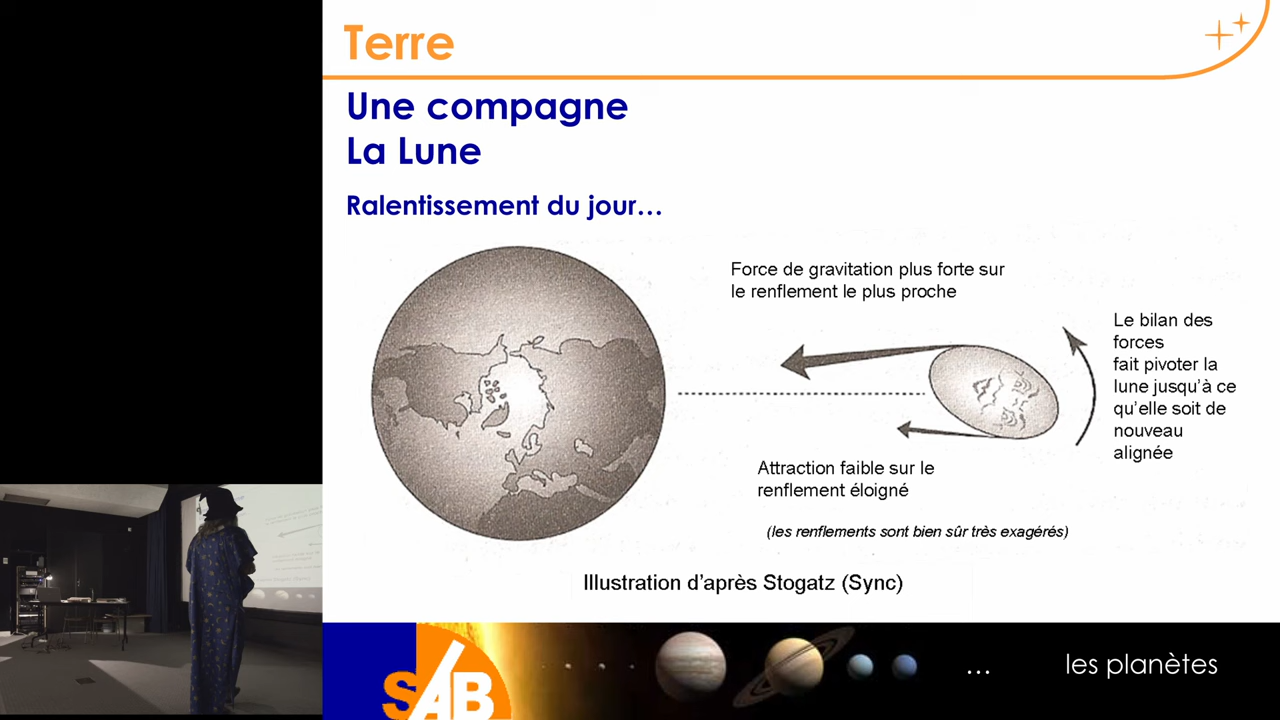 Terre
Une compagne
La Lune
Ralentissement du jour...
Force de gravitation plus forte sur
le renflement le plus proche
Le bilan des
forces
fait pivoter la
lune jusqu'à ce
qu'elle soit de
nouveau
alignée
Attraction faible sur le
renflement éloigné
(les renflements sont bien sûr très exagérés)
Illustration d'après Stogatz (Sync)
SAB
... les planètes